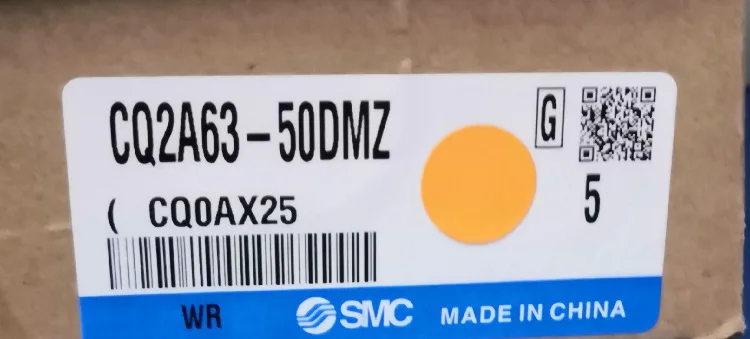 CQ2A63-50DMZ
G
( CQ0AX25
5
WR
SMC
MADE IN CHINA